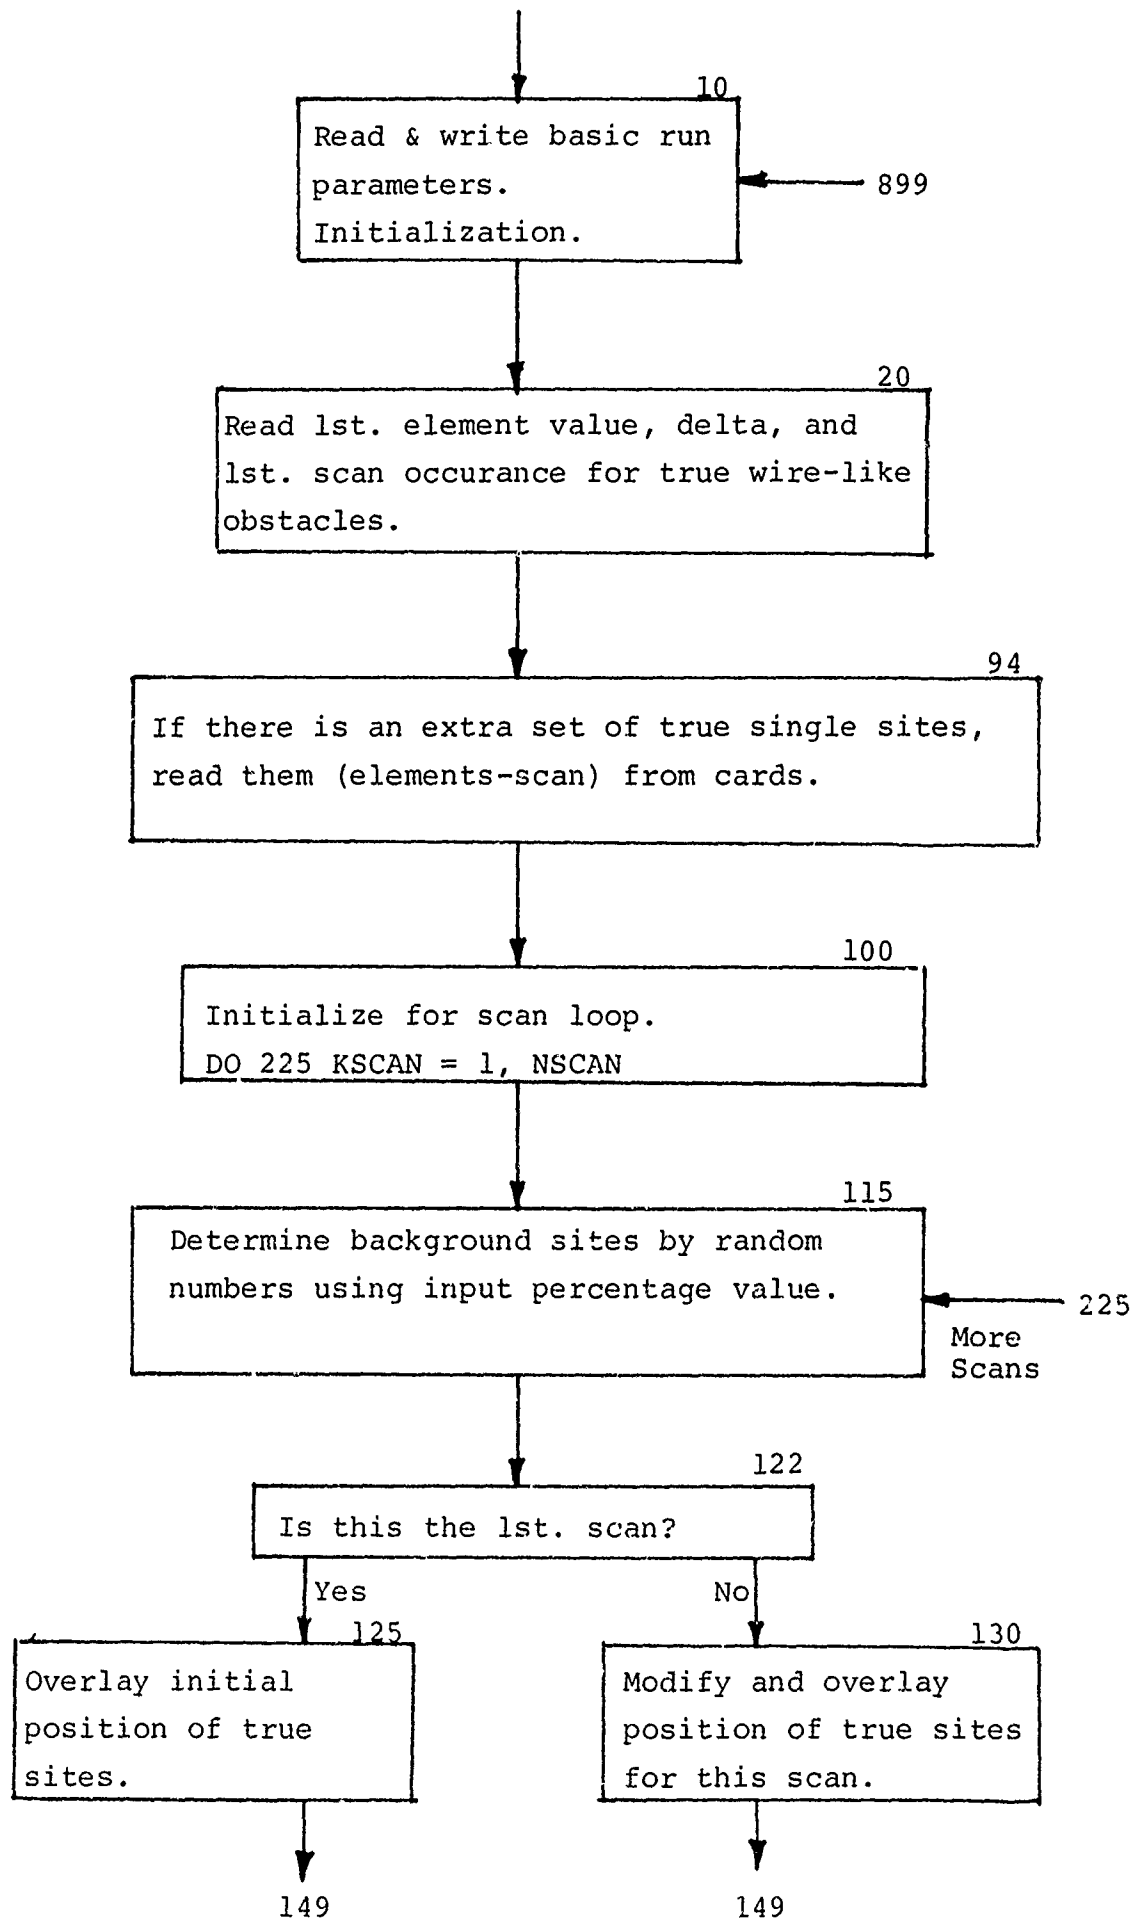 10
Read & write basic run
parameters.
Initialization.
899
20
Read 1st. element value, delta, and
1st. scan occurance for true wire-like
obstacles.
94
If there is an extra set of true single sites,
read them (elements-scan) from cards.
100
Initialize for scan loop.
DO 225 KSCAN = 1, NSCAN
115
Determine background sites by random
numbers using input percentage value.
225
More
Scans
122
Is this the 1st. scan?
Yes
No
125
Overlay initial
position of true
sites.
130
Modify and overlay
position of true sites
for this scan.
149
149